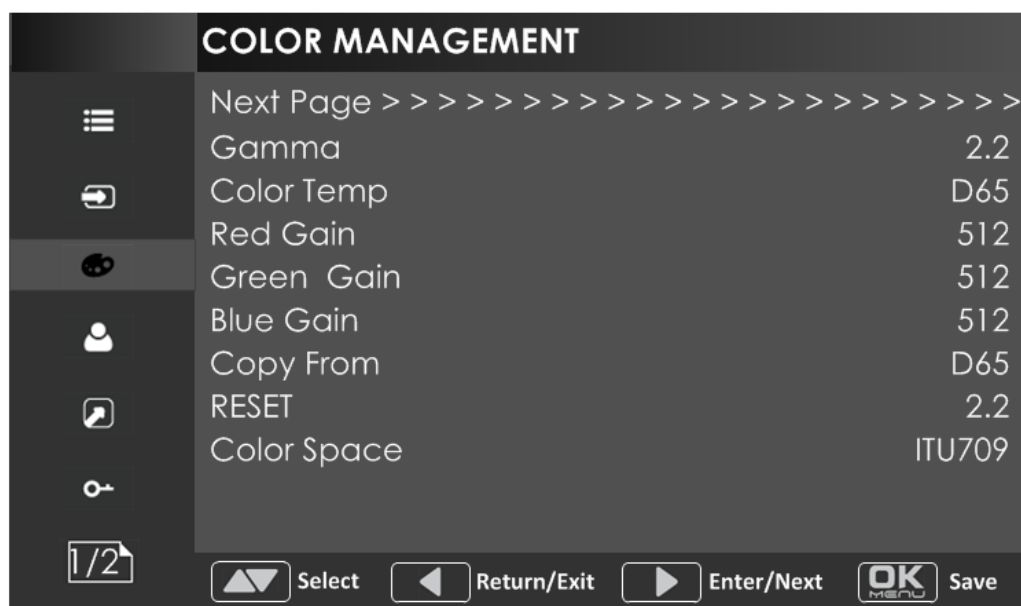 COLOR MANAGEMENT
Next Page > > > > > > > > > > > > > > > > > > > > > > >
Gamma 2.2
Color Temp D65
Red Gain 512
Green Gain 512
Blue Gain 512
Copy From D65
RESET 2.2
Color Space ITU709
1/2
Select Return/Exit Enter/Next OK MENU Save